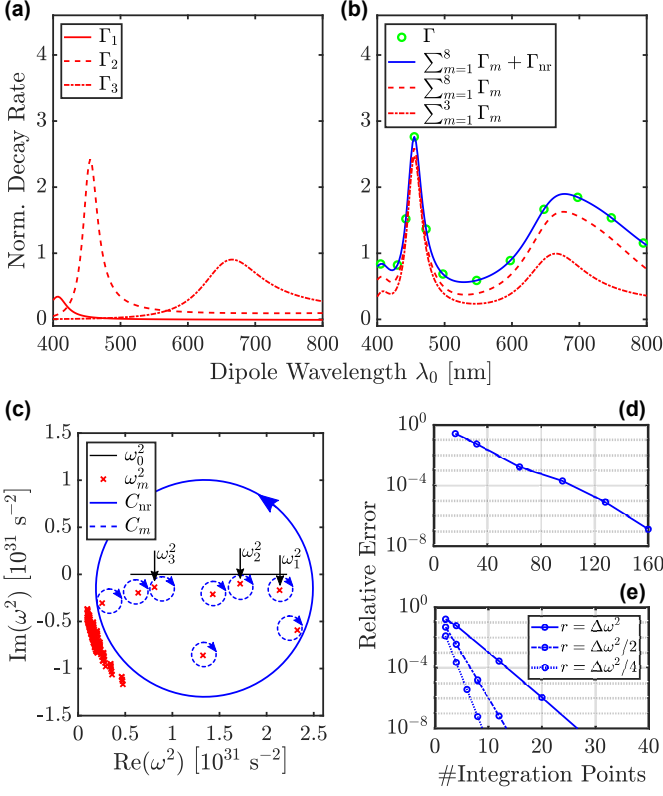 (a)
Γ1
Γ2
Γ3
4
3
2
1
0
400 500 600 700 800
Norm. Decay Rate
(b)
Γ
∑⁸ₘ₌₁ Γₘ + Γₙᵣ
∑⁸ₘ₌₁ Γₘ
∑³ₘ₌₁ Γₘ
4
3
2
1
0
400 500 600 700 800
Dipole Wavelength λ₀ [nm]
(c)
ω₀²
ωₘ²
Cₙᵣ
Cₘ
ω₃²
ω₂²
ω₁²
1.5
1
0.5
0
-0.5
-1
-1.5
0 0.5 1 1.5 2 2.5
Im(ω²) [10³¹ s⁻²]
Re(ω²) [10³¹ s⁻²]
(d)
10⁰
10⁻⁴
10⁻⁸
0 40 80 120 160
Relative Error
(e)
r = Δω²
r = Δω²/2
r = Δω²/4
10⁰
10⁻⁴
10⁻⁸
0 10 20 30 40
#Integration Points